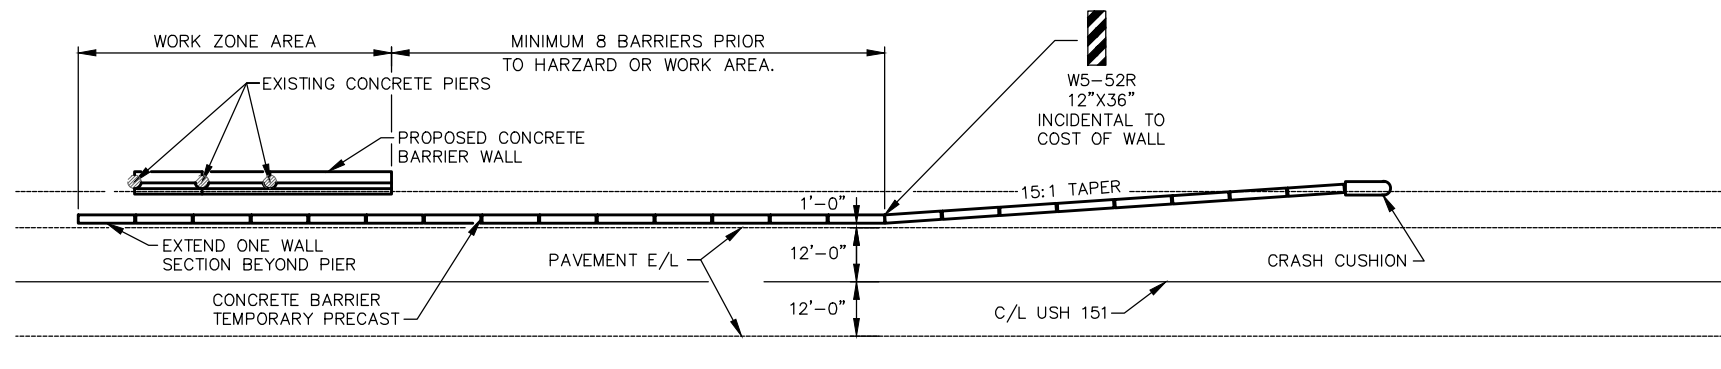 WORK ZONE AREA
MINIMUM 8 BARRIERS PRIOR
TO HARZARD OR WORK AREA.
W5-52R
12"X36"
INCIDENTAL TO
COST OF WALL
EXISTING CONCRETE PIERS
PROPOSED CONCRETE
BARRIER WALL
15:1 TAPER
1'-0"
EXTEND ONE WALL
SECTION BEYOND PIER
PAVEMENT E/L
12'-0"
CRASH CUSHION
CONCRETE BARRIER
TEMPORARY PRECAST
12'-0"
C/L USH 151